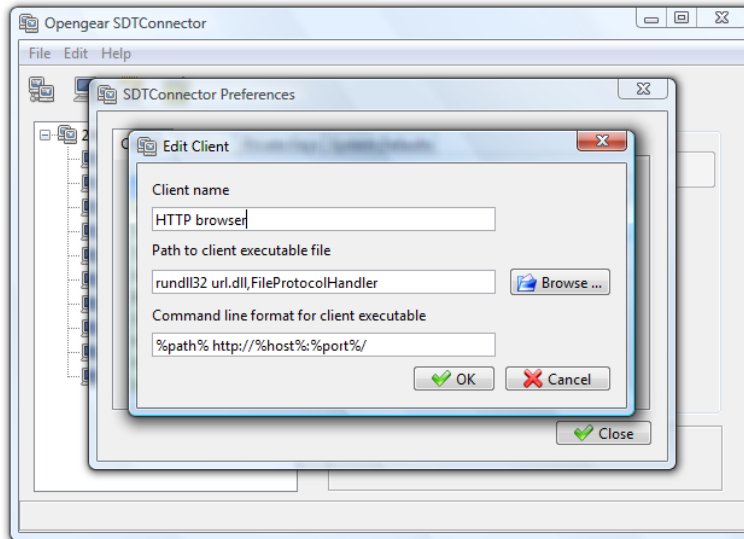 Opengear SDTConnector
File Edit Help
SDTConnector Preferences
Edit Client
Client name
HTTP browser
Path to client executable file
rundll32 url.dll,FileProtocolHandler
Browse ...
Command line format for client executable
%path% http://%host%:%port%/
OK Cancel
Close